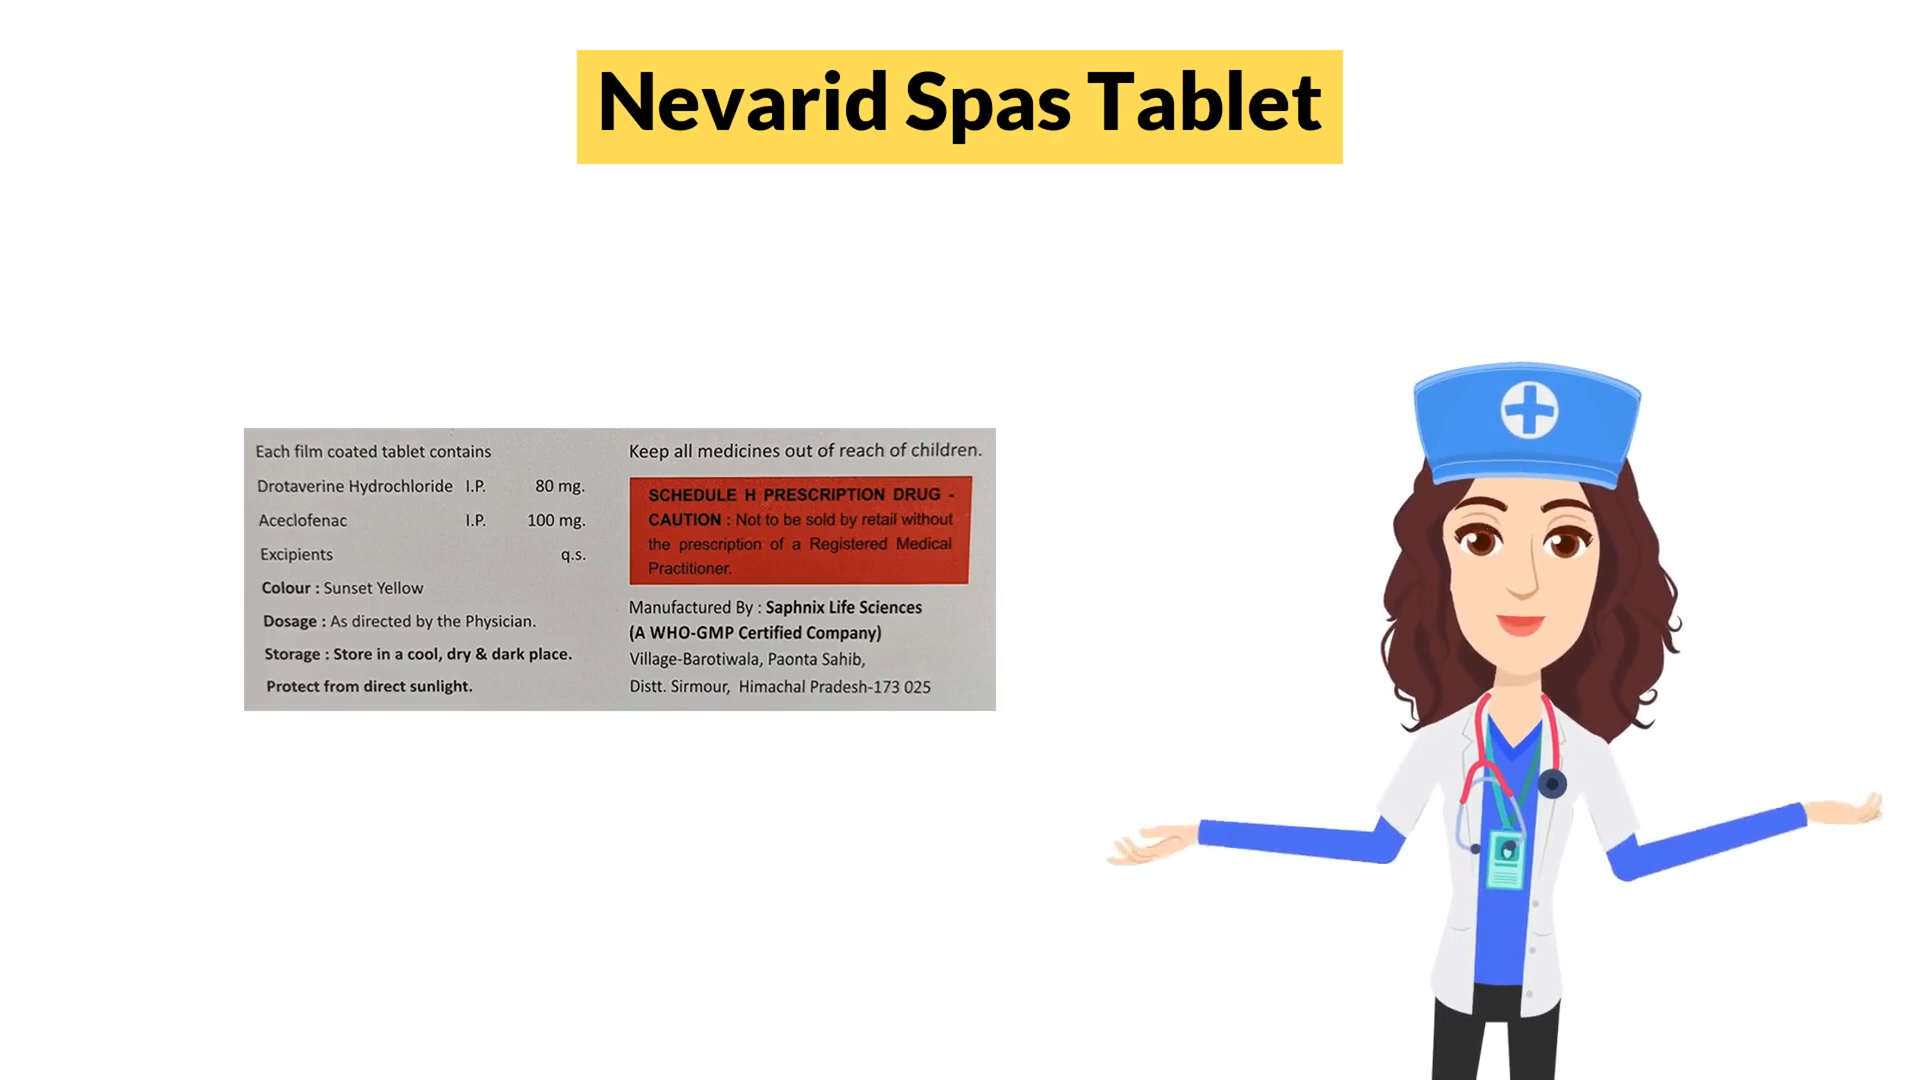 Nevarid Spas Tablet
Each film coated tablet contains
Drotaverine Hydrochloride I.P. 80 mg.
Aceclofenac I.P. 100 mg.
Excipients q.s.
Colour : Sunset Yellow
Dosage : As directed by the Physician.
Storage : Store in a cool, dry & dark place.
Protect from direct sunlight.
Keep all medicines out of reach of children.
SCHEDULE H PRESCRIPTION DRUG -
CAUTION : Not to be sold by retail without
the prescription of a Registered Medical
Practitioner.
Manufactured By : Saphnix Life Sciences
(A WHO-GMP Certified Company)
Village-Barotiwala, Paonta Sahib,
Distt. Sirmour, Himachal Pradesh-173 025